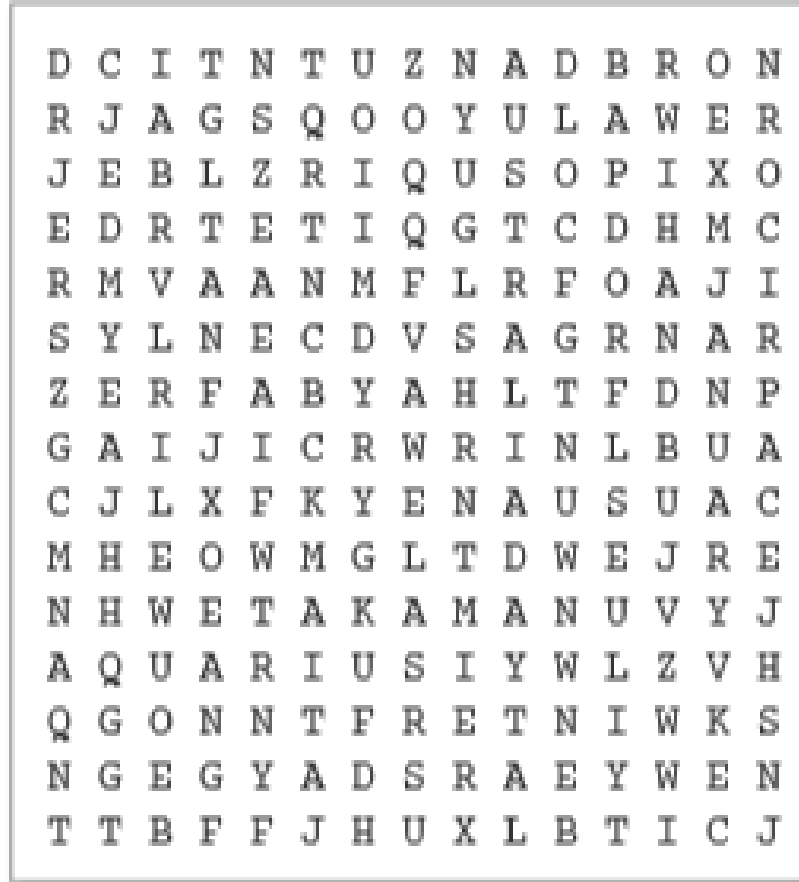 D C I T N T U Z N A D B R O N
R J A G S Q O O Y U L A W E R
J E B L Z R I Q U S O P I X O
E D R T E T I Q G T C D H M C
R M V A A N M F L R F O A J I
S Y L N E C D V S A G R N A R
Z E R F A B Y A H L T F D N P
G A I J I C R W R I N L B U A
C J L X F K Y E N A U S U A C
M H E O W M G L T D W E J R E
N H W E T A K A M A N U V Y J
A Q U A R I U S I Y W L Z V H
Q G O N N T F R E T N I W K S
N G E G Y A D S R A E Y W E N
T T B F F J H U X L B T I C J